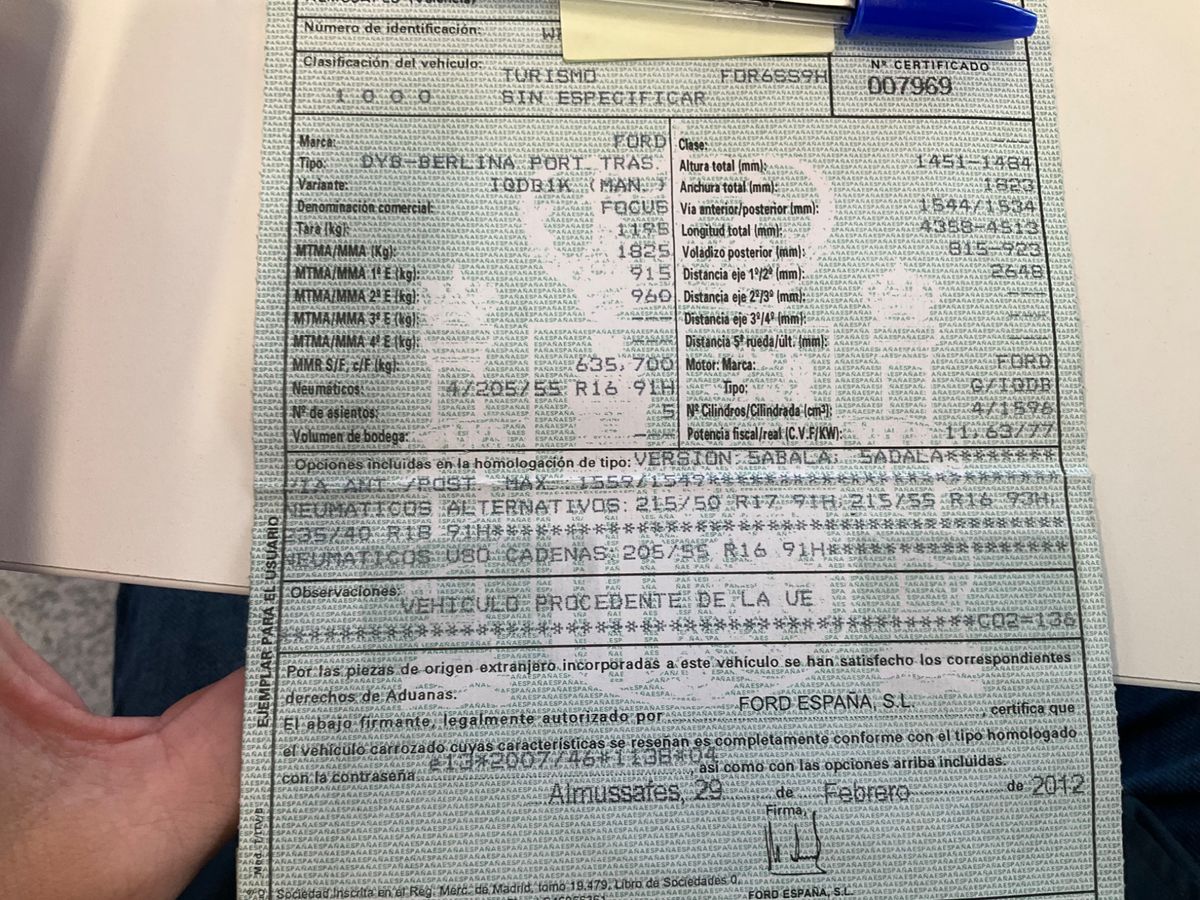 Número de identificación:
Clasificación del vehículo: TURISMO FOR6SS9H
1000 SIN ESPECIFICAR
Nº CERTIFICADO
007969
Marca: FORD
Tipo: DYB-BERLINA PORT.TRAS.
Variante: IQDB1K (MAN.)
Denominación comercial: FOCUS
Tara (kg): 1195
MTMA/MMA (Kg): 1825
MTMA/MMA 1º E (kg): 915
MTMA/MMA 2º E (kg): 960
MTMA/MMA 3º E (kg): ---
MTMA/MMA 4º E (kg): ---
MMR S/F, c/F (kg): 635,700
Neumáticos: 4/205/55 R16 91H
Nº de asientos: 5
Volumen de bodega: ---
Clase:
Altura total (mm): 1451-1484
Anchura total (mm): 1823
Vía anterior/posterior (mm): 1544/1534
Longitud total (mm): 4358-4513
Voladizo posterior (mm): 815-923
Distancia eje 1º/2º (mm): 2648
Distancia eje 2º/3º (mm): ---
Distancia eje 3º/4º (mm): ---
Distancia 5ª rueda/últ. (mm): ---
Motor: Marca: FORD
Tipo: G/IQDB
Nº Cilindros/Cilindrada (cm³): 4/1596
Potencia fiscal/real (C.V.F/KW): 11,63/77
Opciones incluidas en la homologación de tipo: VERSION:5ABALA; 5ADALA********
VIA ANT./POST. MAX. 1559/1549
NEUMATICOS ALTERNATIVOS:215/50 R17 91H;215/55 R16 93H;
235/40 R18 91H
NEUMATICOS USO CADENAS:205/55 R16 91H
Observaciones:
VEHICULO PROCEDENTE DE LA UE
CO2=136
Por las piezas de origen extranjero incorporadas a este vehículo se han satisfecho los correspondientes
derechos de Aduanas.
El abajo firmante, legalmente autorizado por FORD ESPAÑA, S.L., certifica que
el vehículo carrozado cuyas características se reseñan es completamente conforme con el tipo homologado
con la contraseña e13*2007/46*1138*04, así como con las opciones arriba incluidas.
Almussafes, 29 de Febrero de 2012
Firma,
Sociedad Inscrita en el Reg. Merc. de Madrid, tomo 19.479, Libro de Sociedades 0,
FORD ESPAÑA, S.L.
EJEMPLAR PARA EL USUARIO